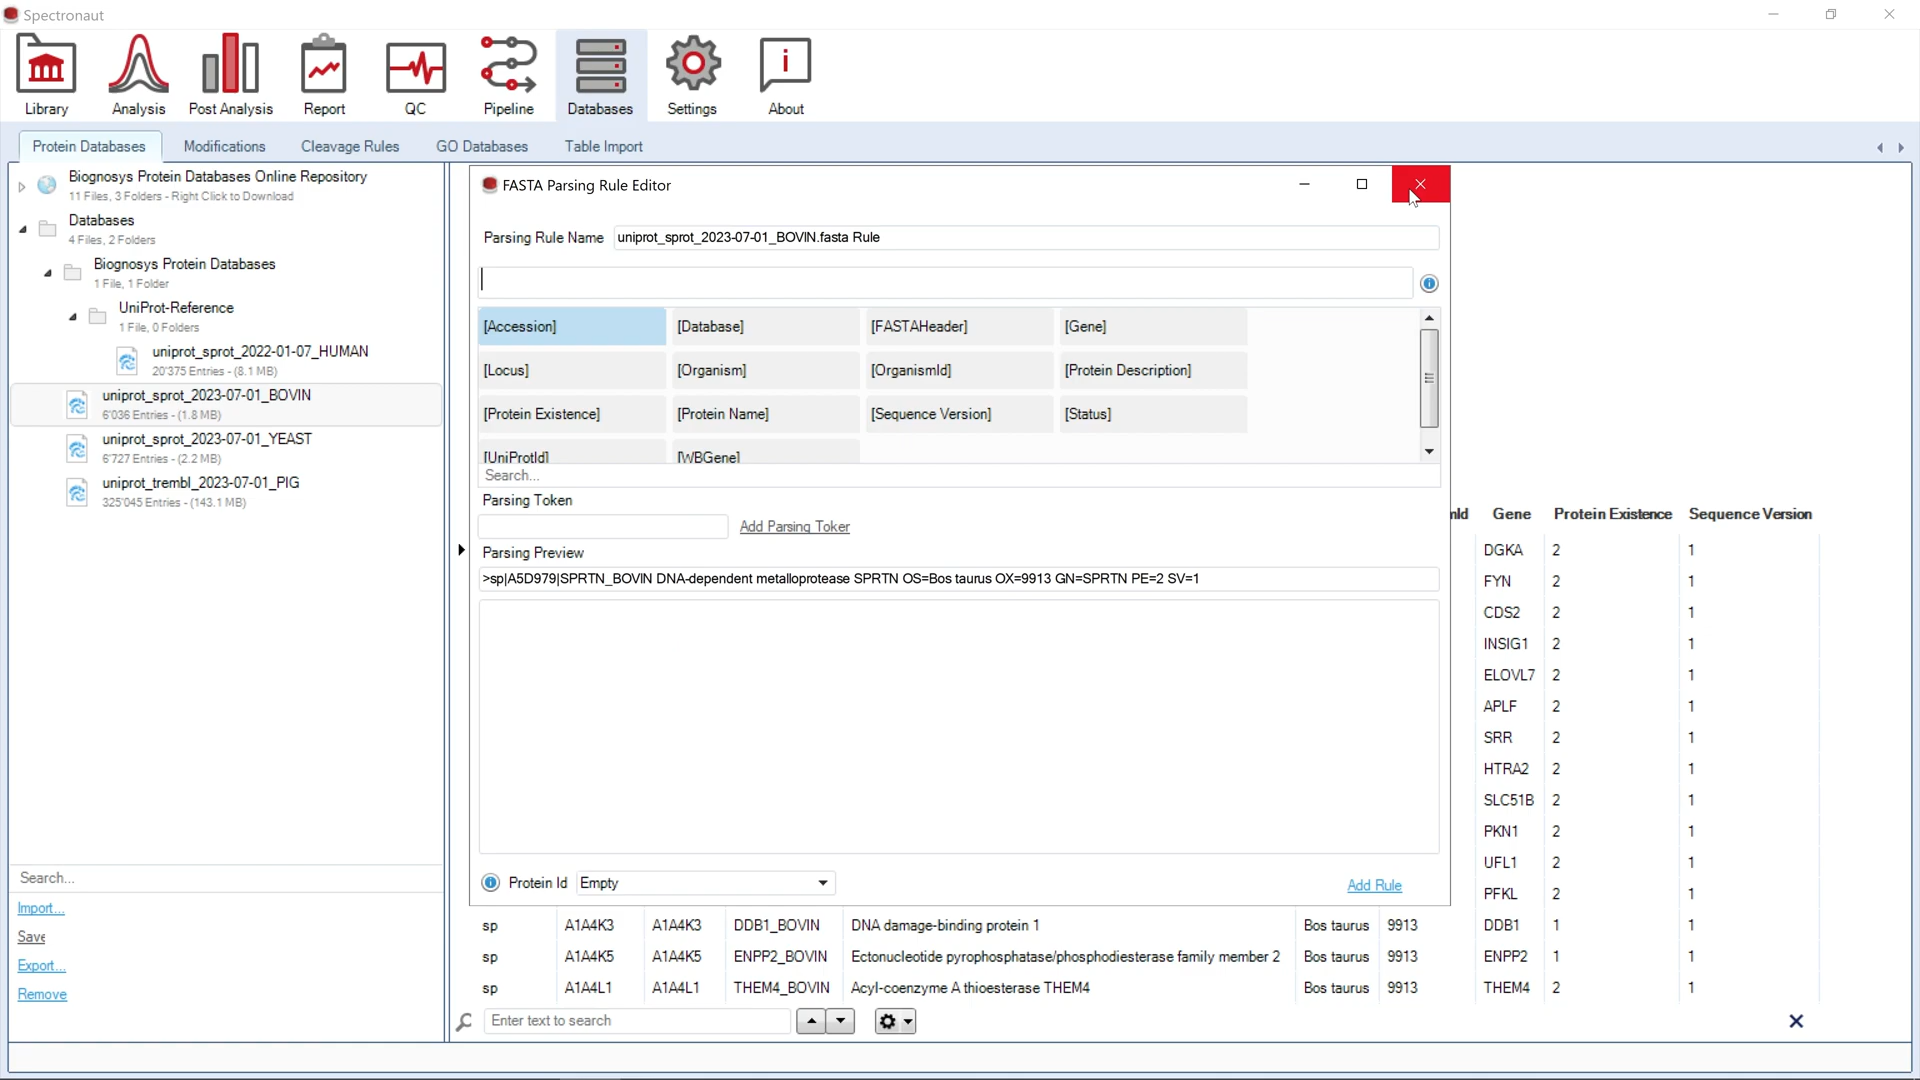 Spectronaut
Library
Analysis
Post Analysis
Report
QC
Pipeline
Databases
Settings
About
Protein Databases
Modifications
Cleavage Rules
GO Databases
Table Import
Biognosys Protein Databases Online Repository
11 Files, 3 Folders - Right Click to Download
Databases
4 Files, 2 Folders
Biognosys Protein Databases
1 File, 1 Folder
UniProt-Reference
1 File, 0 Folders
uniprot_sprot_2022-01-07_HUMAN
20'375 Entries - (8.1 MB)
uniprot_sprot_2023-07-01_BOVIN
6'036 Entries - (1.8 MB)
uniprot_sprot_2023-07-01_YEAST
6'727 Entries - (2.2 MB)
uniprot_trembl_2023-07-01_PIG
325'045 Entries - (143.1 MB)
Search...
Import...
Save
Export...
Remove
FASTA Parsing Rule Editor
Parsing Rule Name uniprot_sprot_2023-07-01_BOVIN.fasta Rule
[Accession] [Database] [FASTAHeader] [Gene]
[Locus] [Organism] [OrganismId] [Protein Description]
[Protein Existence] [Protein Name] [Sequence Version] [Status]
[UniProtId] [WBGene]
Search...
Parsing Token
Add Parsing Toker
Parsing Preview
>sp|A5D979|SPRTN_BOVIN DNA-dependent metalloprotease SPRTN OS=Bos taurus OX=9913 GN=SPRTN PE=2 SV=1
Protein Id Empty
Add Rule
Gene Protein Existence Sequence Version
DGKA 2 1
FYN 2 1
CDS2 2 1
INSIG1 2 1
ELOVL7 2 1
APLF 2 1
SRR 2 1
HTRA2 2 1
SLC51B 2 1
PKN1 2 1
UFL1 2 1
PFKL 2 1
sp A1A4K3 A1A4K3 DDB1_BOVIN DNA damage-binding protein 1 Bos taurus 9913 DDB1 1 1
sp A1A4K5 A1A4K5 ENPP2_BOVIN Ectonucleotide pyrophosphatase/phosphodiesterase family member 2 Bos taurus 9913 ENPP2 1 1
sp A1A4L1 A1A4L1 THEM4_BOVIN Acyl-coenzyme A thioesterase THEM4 Bos taurus 9913 THEM4 2 1
Enter text to search